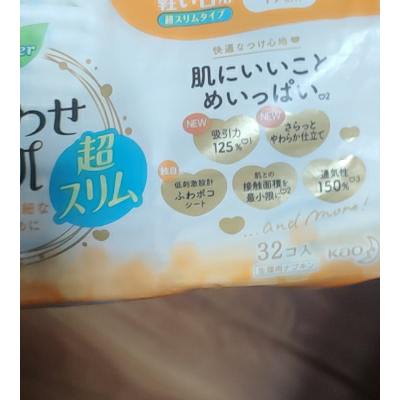 軽い日用
超スリムタイプ
快適なつけ心地
肌にいいこと
めいっぱい♡2
NEW
吸引力
125%♡1
NEW
さらっと
やわらか仕立て
独自
低刺激設計
ふわポコ
シート
肌との
接触面積を
最小限に♡2
通気性
150%♡3
...and more!
32コ入
生理用ナプキン
Kao
わせ
肌
超
スリム